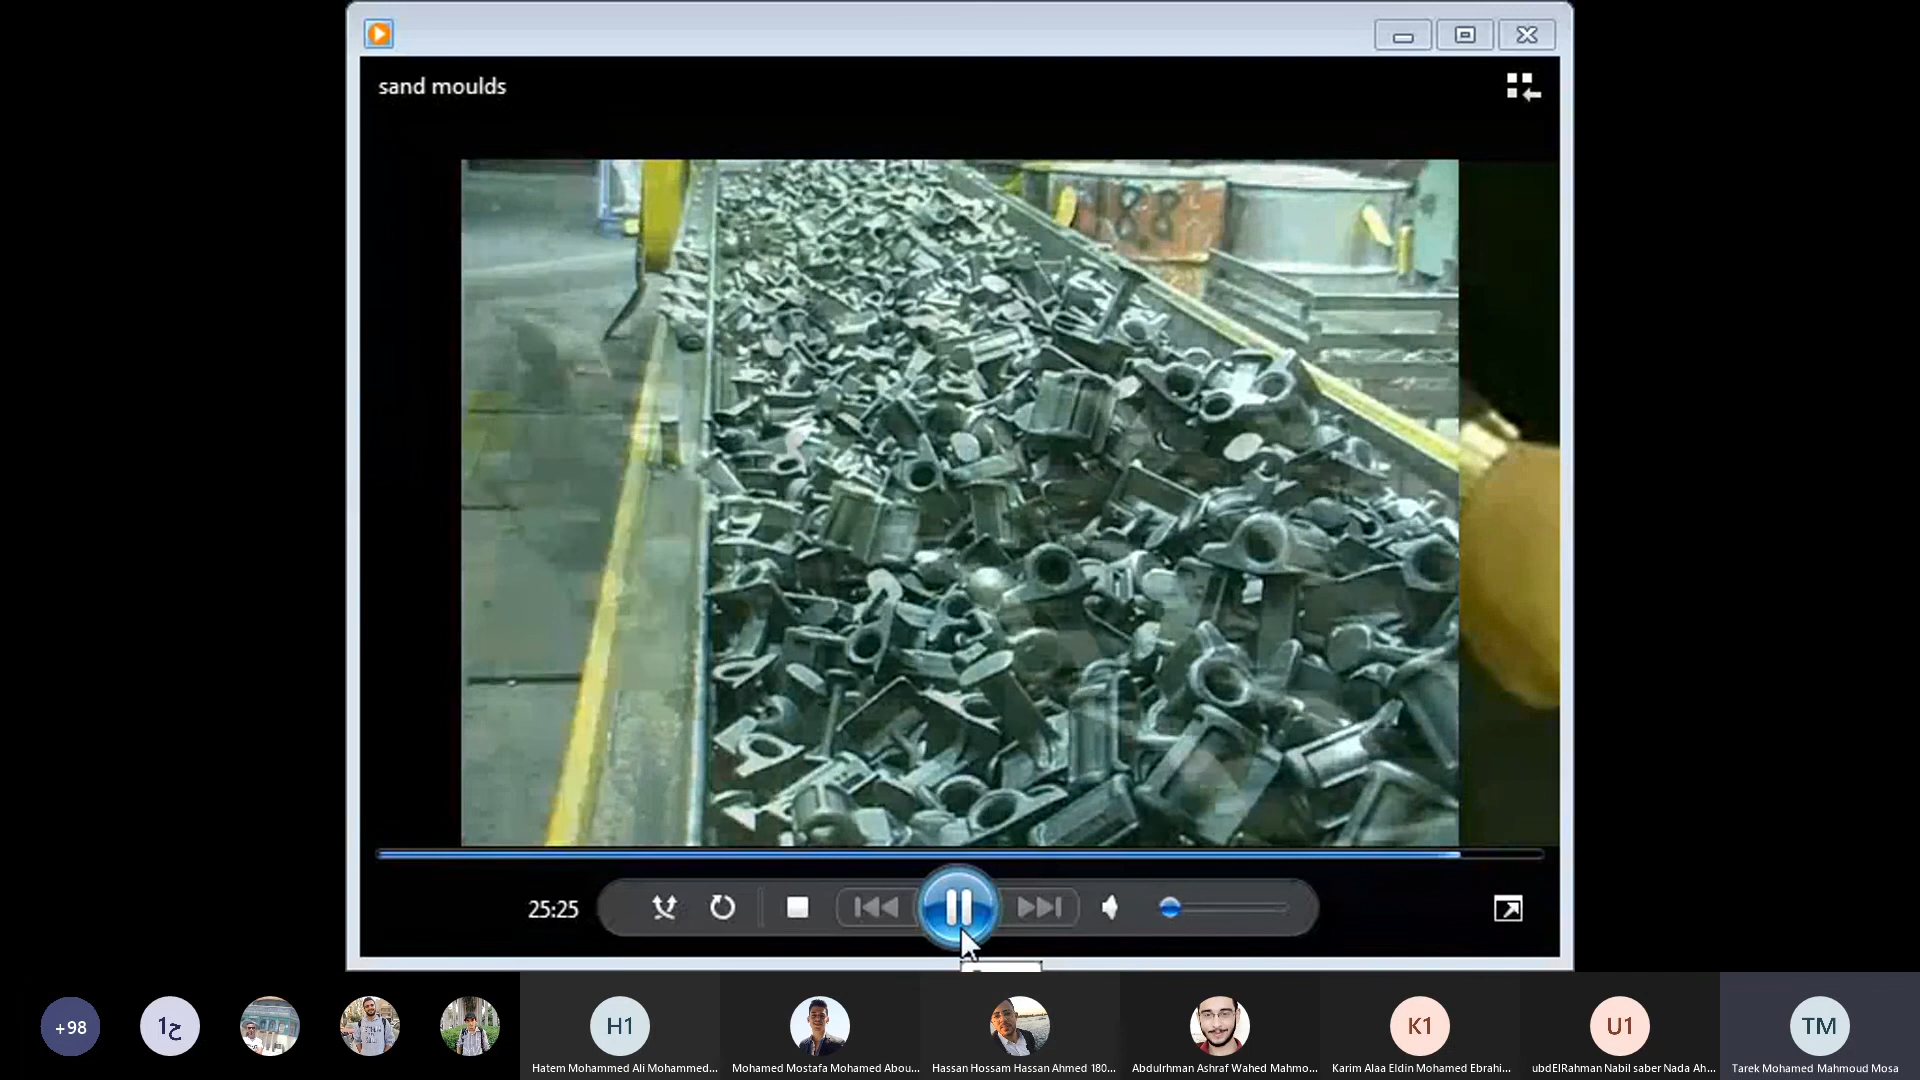 sand moulds
188
25:25
+98
ح1
H1
K1
U1
TM
Hatem Mohammed Ali Mohammed...
Mohamed Mostafa Mohamed Abou...
Hassan Hossam Hassan Ahmed 180...
Abdulrhman Ashraf Wahed Mahmo...
Karim Alaa Eldin Mohamed Ebrahi...
ubdElRahman Nabil saber Nada Ah...
Tarek Mohamed Mahmoud Mosa